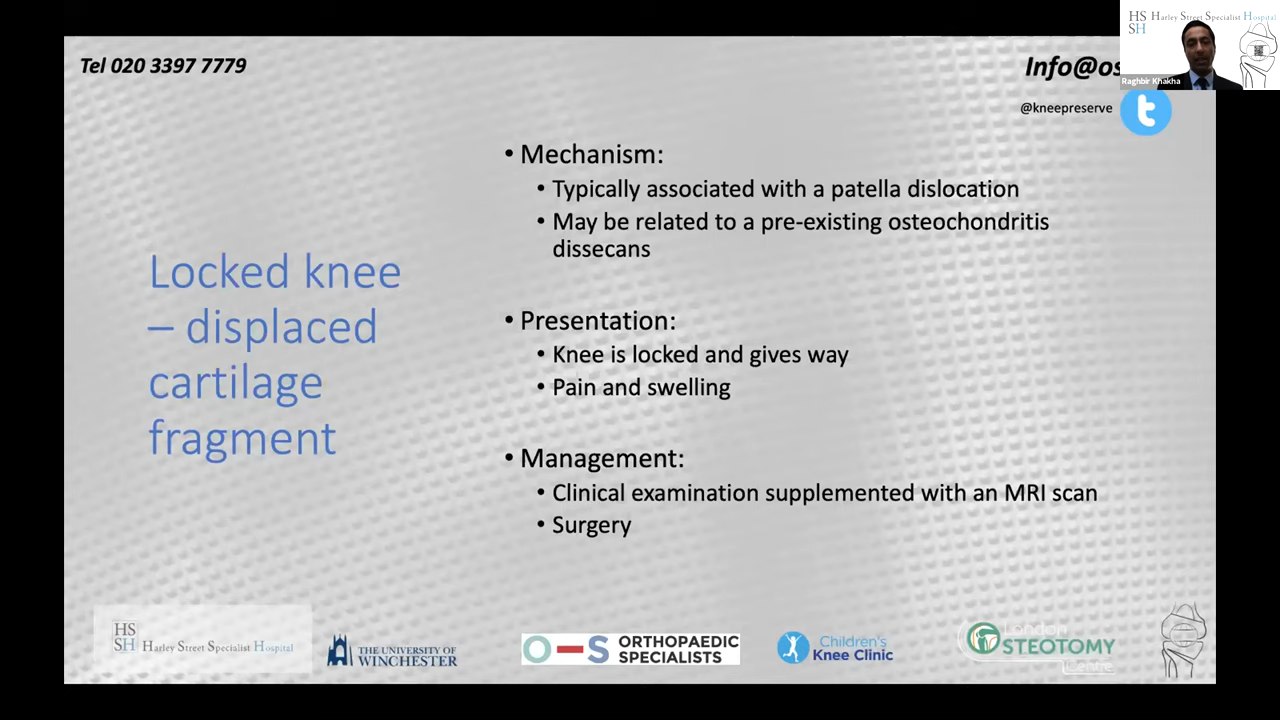 Tel 020 3397 7779
Info@os
@kneepreserve
HS Harley Street Specialist Hospital
SH
Raghbir Khakha
Locked knee
– displaced
cartilage
fragment
• Mechanism:
• Typically associated with a patella dislocation
• May be related to a pre-existing osteochondritis
dissecans
• Presentation:
• Knee is locked and gives way
• Pain and swelling
• Management:
• Clinical examination supplemented with an MRI scan
• Surgery
HS
SH Harley Street Specialist Hospital
THE UNIVERSITY OF
WINCHESTER
O–S ORTHOPAEDIC
SPECIALISTS
Children's
Knee Clinic
London
OSTEOTOMY
Centre